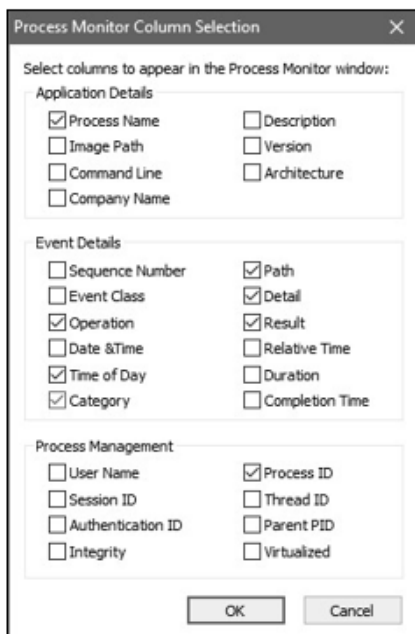 Process Monitor Column Selection
Select columns to appear in the Process Monitor window:
Application Details
Process Name Description
Image Path Version
Command Line Architecture
Company Name
Event Details
Sequence Number Path
Event Class Detail
Operation Result
Date &Time Relative Time
Time of Day Duration
Category Completion Time
Process Management
User Name Process ID
Session ID Thread ID
Authentication ID Parent PID
Integrity Virtualized
OK Cancel